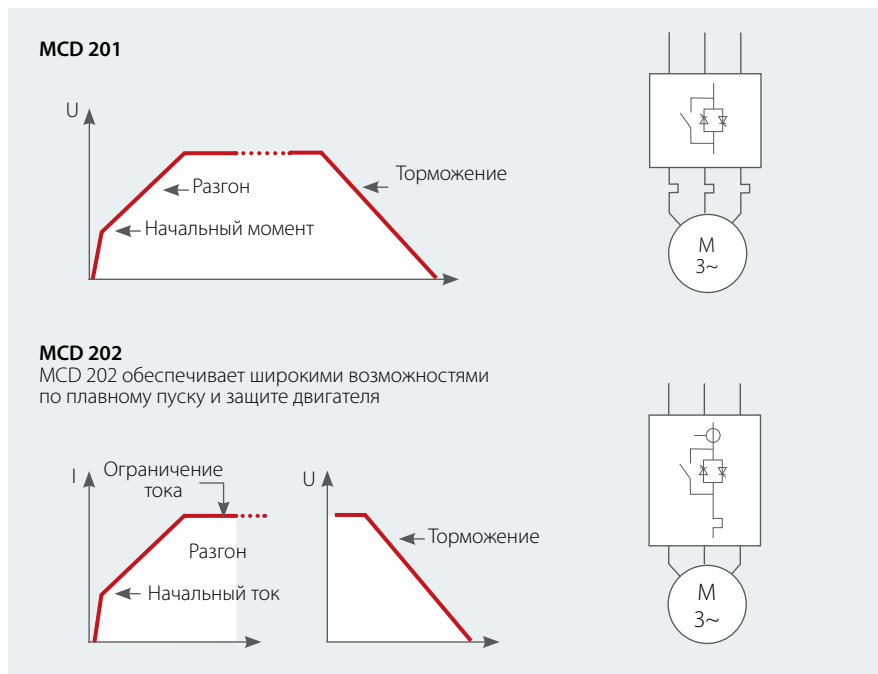 MCD 201
U
Разгон
Торможение
Начальный момент
M
3~
MCD 202
MCD 202 обеспечивает широкими возможностями
по плавному пуску и защите двигателя
I
Ограничение
тока
Разгон
Начальный ток
U
Торможение
M
3~